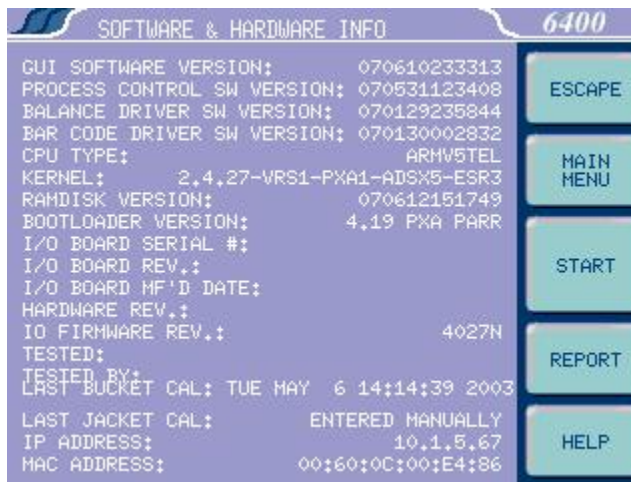 SOFTWARE & HARDWARE INFO
6400
GUI SOFTWARE VERSION: 070610233313
PROCESS CONTROL SW VERSION: 070531123408
BALANCE DRIVER SW VERSION: 070129235844
BAR CODE DRIVER SW VERSION: 070130002832
CPU TYPE: ARMV5TEL
KERNEL: 2.4.27-VRS1-PXA1-ADSX5-ESR3
RAMDISK VERSION: 070612151749
BOOTLOADER VERSION: 4.19 PXA PARR
I/O BOARD SERIAL #:
I/O BOARD REV.:
I/O BOARD MF'D DATE:
HARDWARE REV.:
IO FIRMWARE REV.: 4027N
TESTED:
TESTED BY:
LAST BUCKET CAL: TUE MAY 6 14:14:39 2003
LAST JACKET CAL: ENTERED MANUALLY
IP ADDRESS: 10.1.5.67
MAC ADDRESS: 00:60:0C:00:E4:86
ESCAPE
MAIN
MENU
START
REPORT
HELP